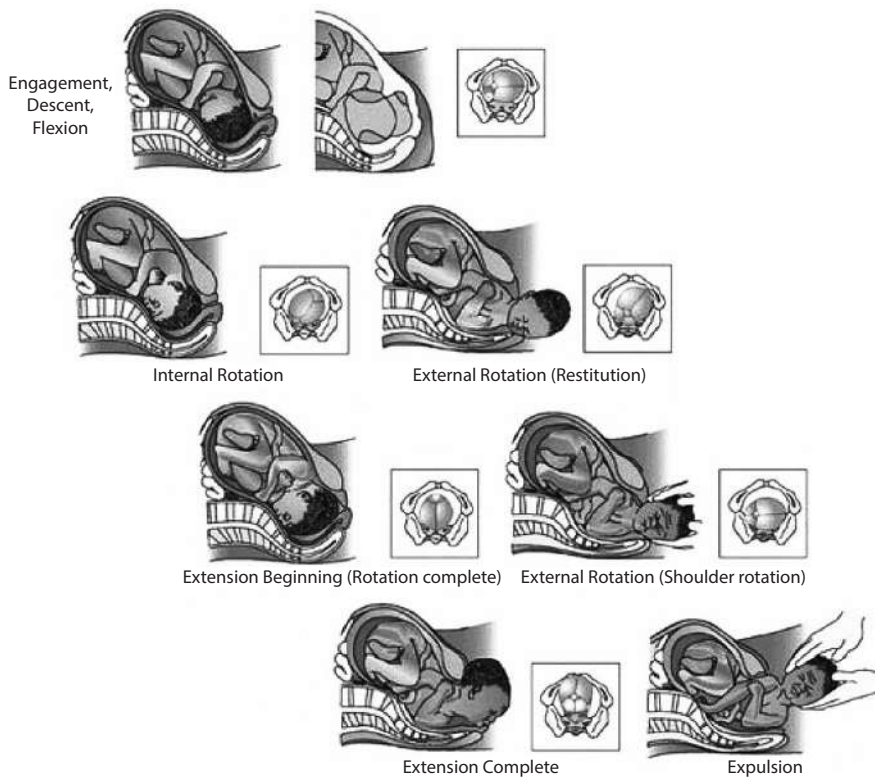 Engagement,
Descent,
Flexion
Internal Rotation
External Rotation (Restitution)
Extension Beginning (Rotation complete)
External Rotation (Shoulder rotation)
Extension Complete
Expulsion